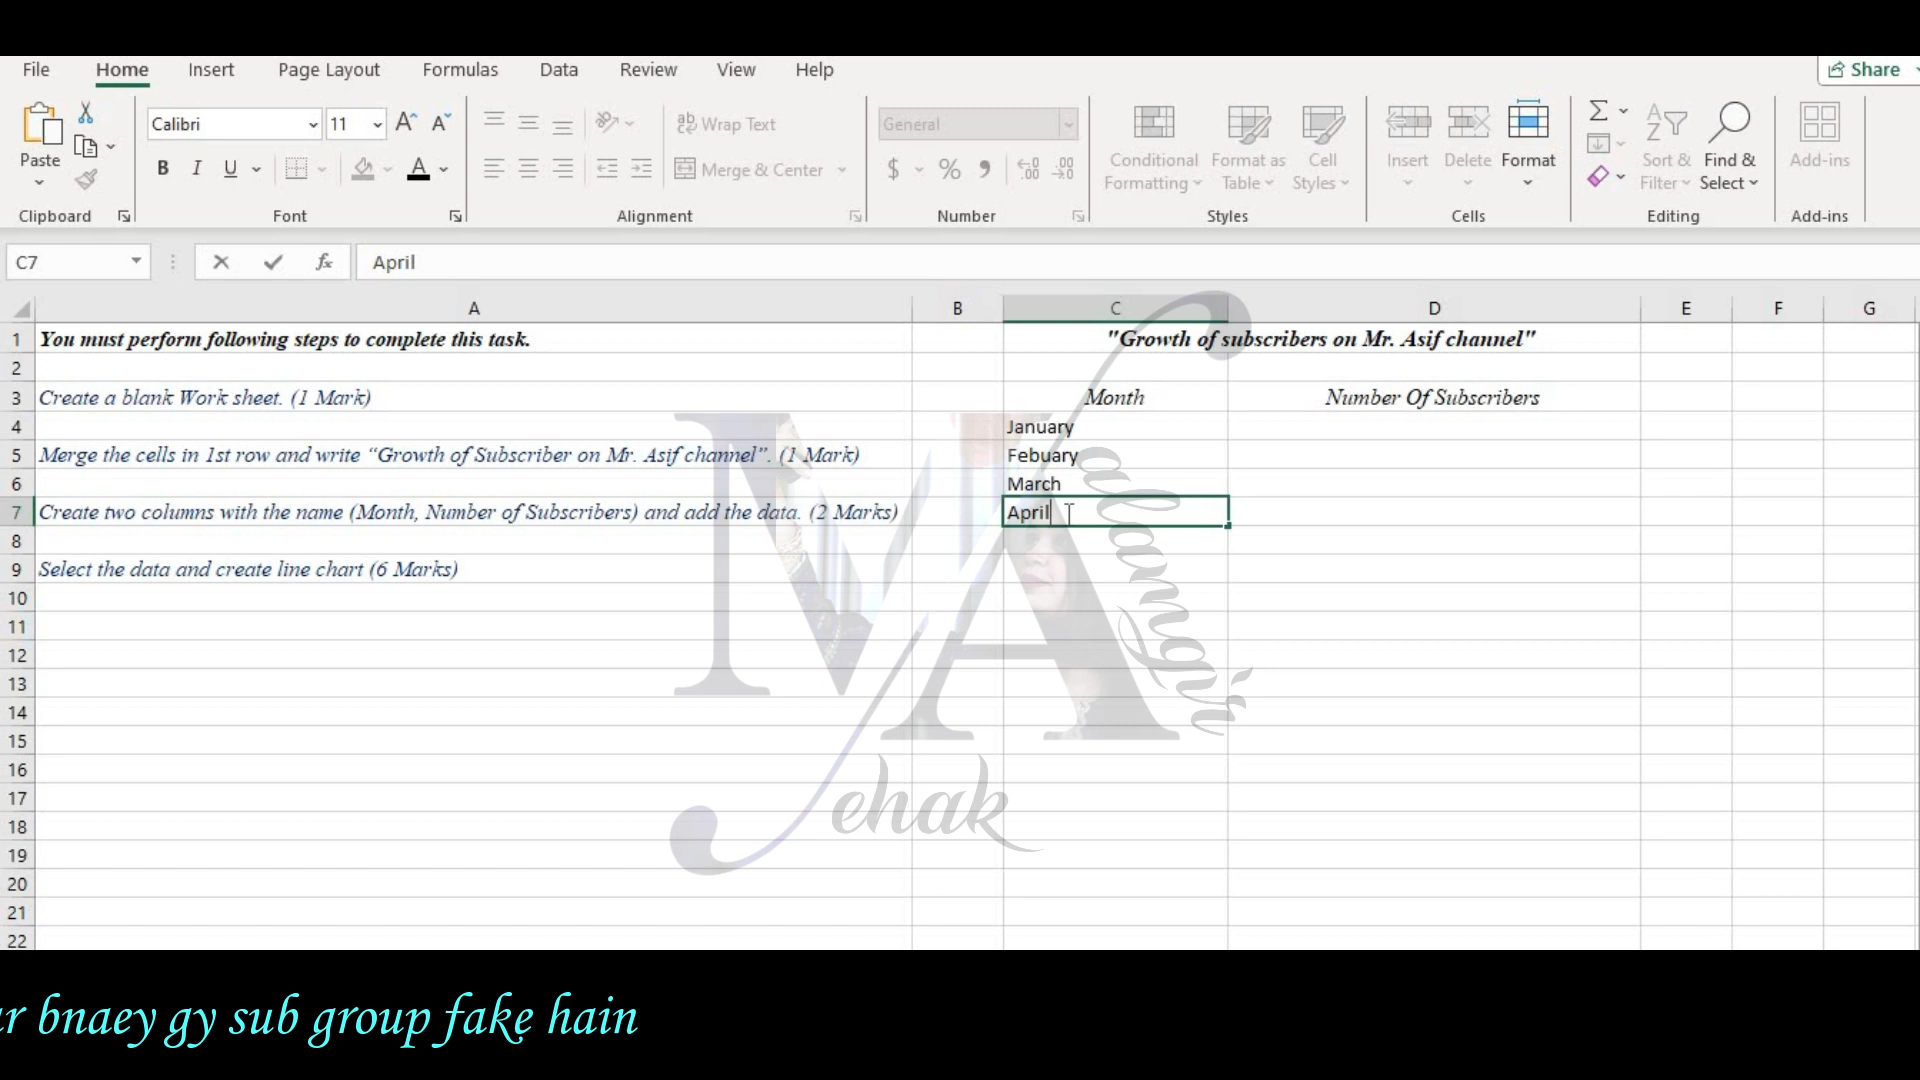 File Home Insert Page Layout Formulas Data Review View Help Share
Calibri 11 Wrap Text General
Paste B I U Merge & Center $ % Conditional Formatting Format as Table Cell Styles Insert Delete Format Sort & Filter Find & Select Add-ins
Clipboard Font Alignment Number Styles Cells Editing Add-ins
C7 fx April
A B C D E F G
1 You must perform following steps to complete this task. "Growth of subscribers on Mr. Asif channel"
2
3 Create a blank Work sheet. (1 Mark) Month Number Of Subscribers
4 January
5 Merge the cells in 1st row and write “Growth of Subscriber on Mr. Asif channel”. (1 Mark) Febuary
6 March
7 Create two columns with the name (Month, Number of Subscribers) and add the data. (2 Marks) April
8
9 Select the data and create line chart (6 Marks)
10
11
12
13
14
15
16
17
18
19
20
21
22
MA
alamgir
ehak
ar bnaey gy sub group fake hain